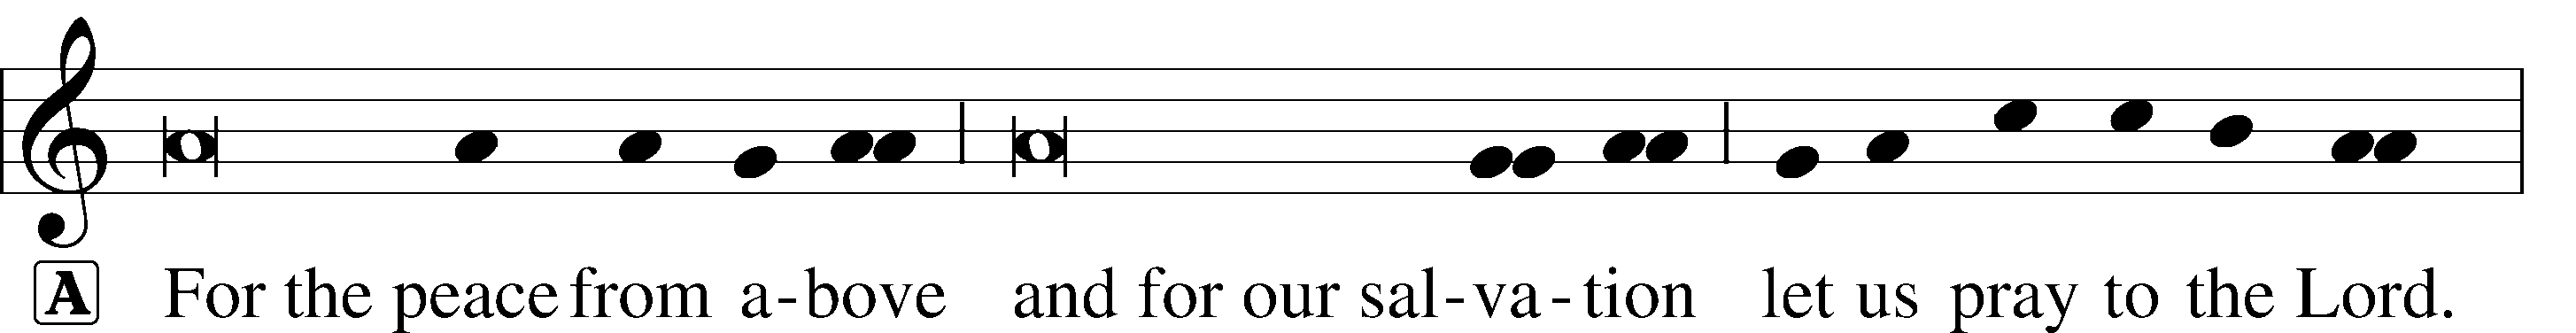 A For the peace from a-bove and for our sal-va-tion let us pray to the Lord.